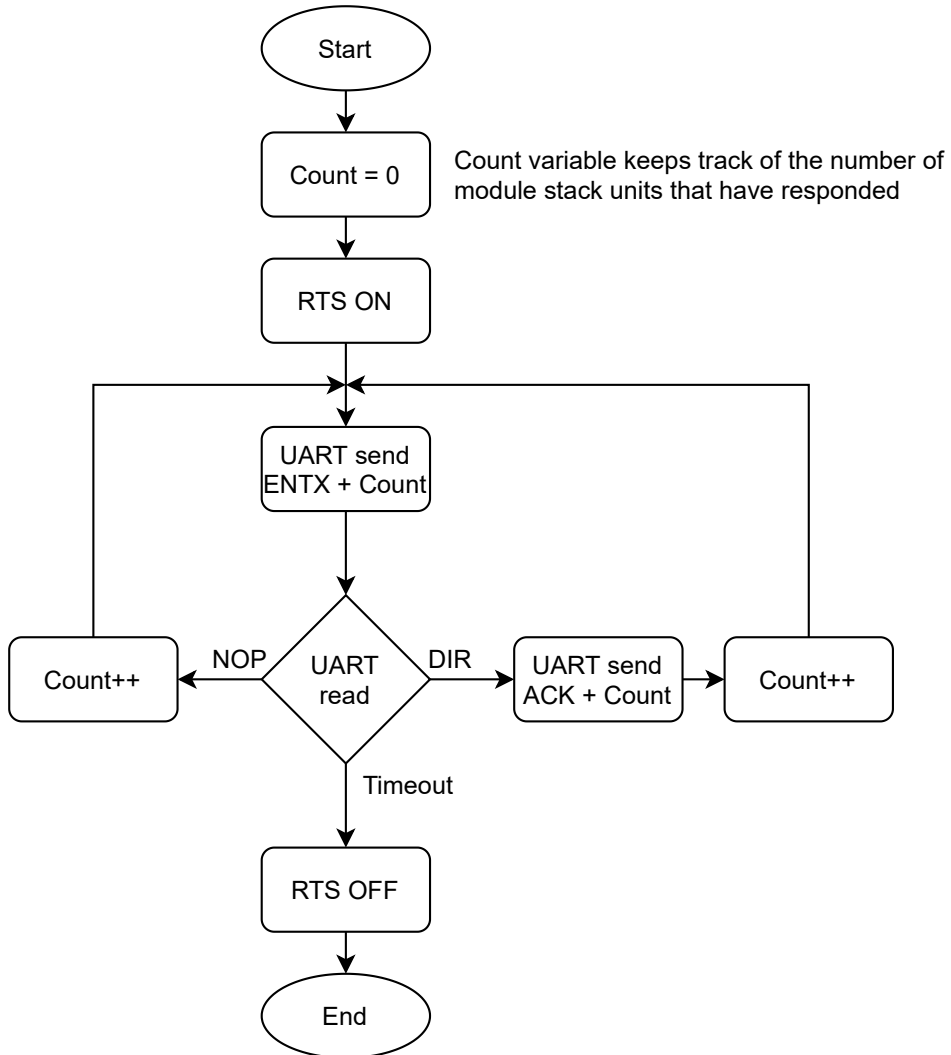 Start
Count = 0
Count variable keeps track of the number of
module stack units that have responded
RTS ON
UART send
ENTX + Count
Count++
NOP
UART
read
DIR
UART send
ACK + Count
Count++
Timeout
RTS OFF
End